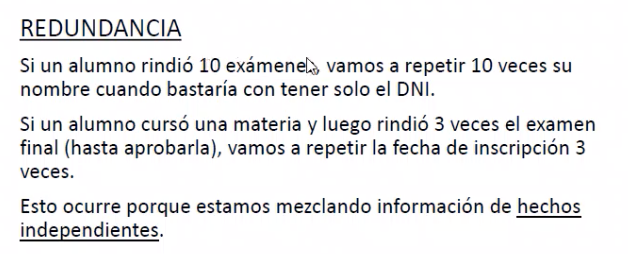 REDUNDANCIA
Si un alumno rindió 10 exámenes, vamos a repetir 10 veces su
nombre cuando bastaría con tener solo el DNI.
Si un alumno cursó una materia y luego rindió 3 veces el examen
final (hasta aprobarla), vamos a repetir la fecha de inscripción 3
veces.
Esto ocurre porque estamos mezclando información de hechos
independientes.